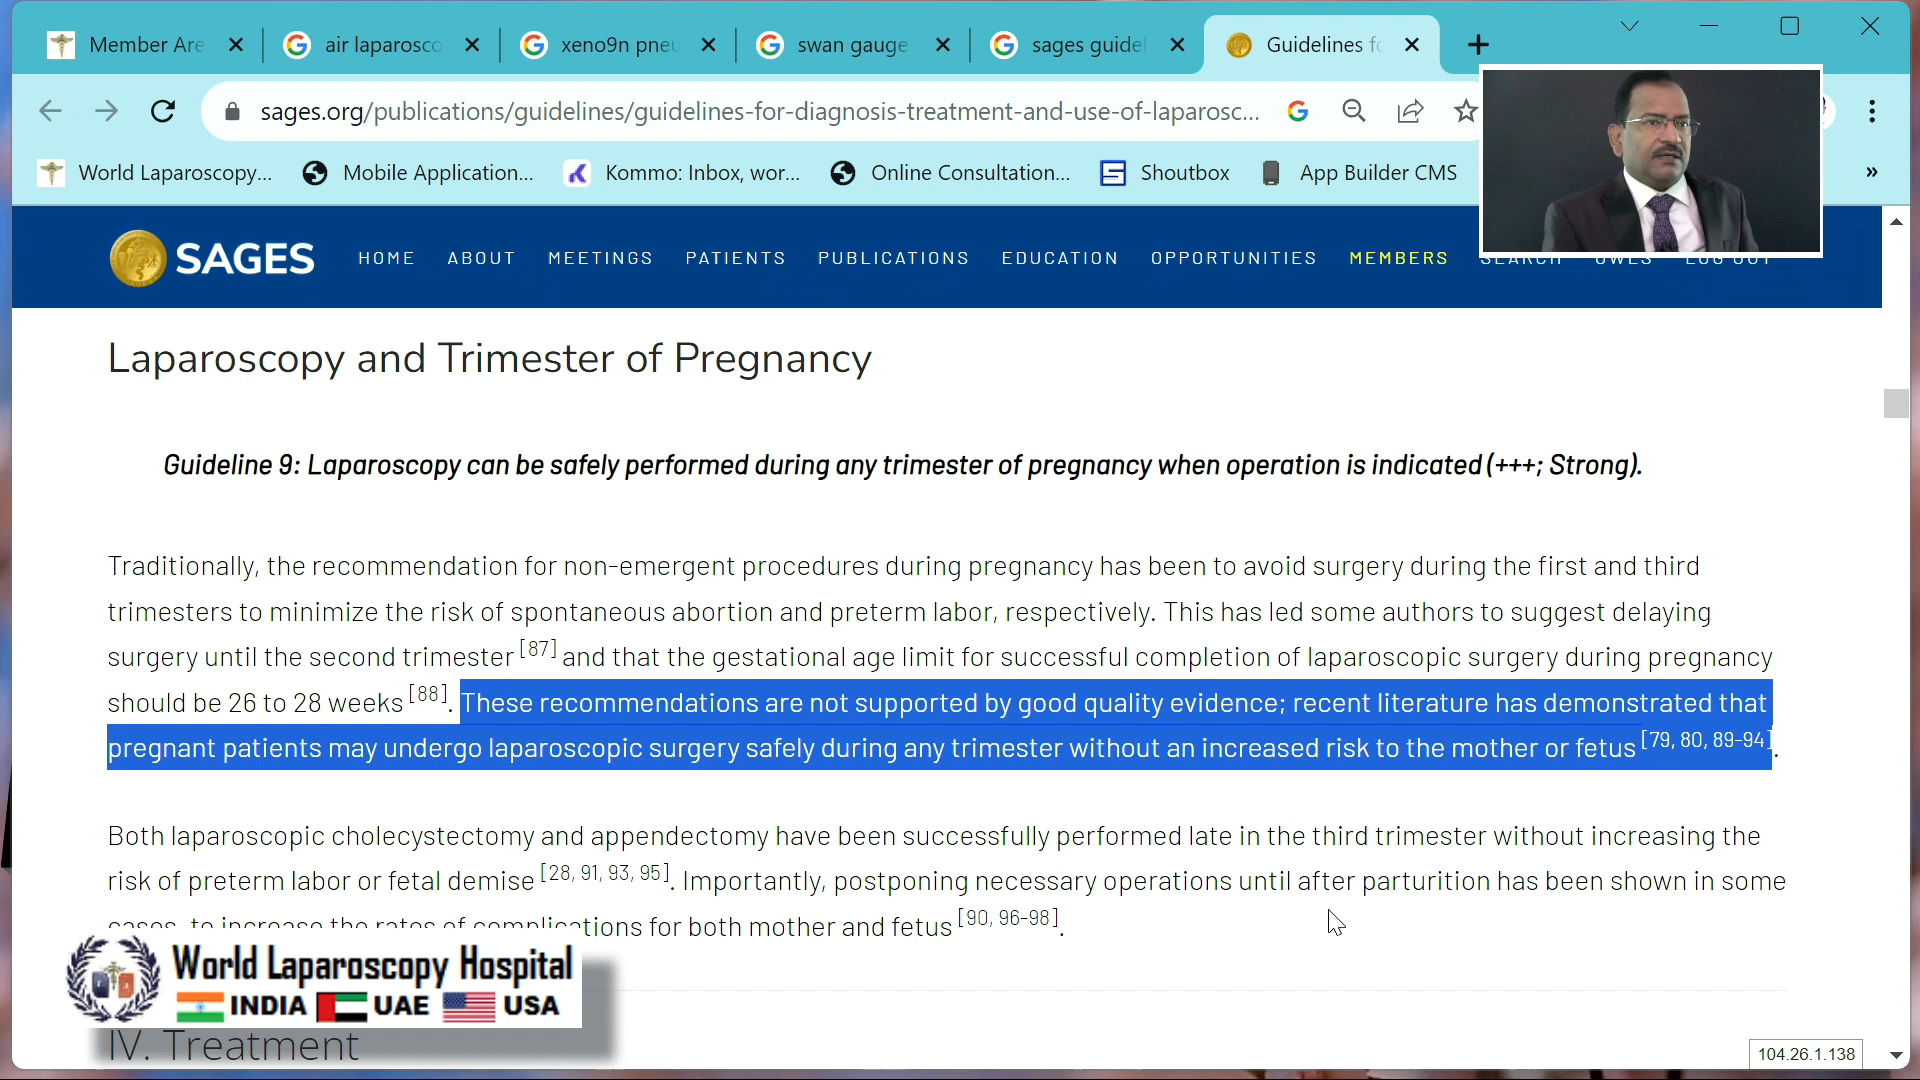 Member Are
air laparosco
xeno9n pneu
swan gauge
sages guidel
Guidelines fo
sages.org/publications/guidelines/guidelines-for-diagnosis-treatment-and-use-of-laparosc...
World Laparoscopy...
Mobile Application...
Kommo: Inbox, wor...
Online Consultation...
Shoutbox
App Builder CMS
»
SAGES
HOME
ABOUT
MEETINGS
PATIENTS
PUBLICATIONS
EDUCATION
OPPORTUNITIES
MEMBERS
SEARCH
OWLS
LOG OUT
Laparoscopy and Trimester of Pregnancy
Guideline 9: Laparoscopy can be safely performed during any trimester of pregnancy when operation is indicated (+++; Strong).
Traditionally, the recommendation for non-emergent procedures during pregnancy has been to avoid surgery during the first and third
trimesters to minimize the risk of spontaneous abortion and preterm labor, respectively. This has led some authors to suggest delaying
surgery until the second trimester [87] and that the gestational age limit for successful completion of laparoscopic surgery during pregnancy
should be 26 to 28 weeks [88]. These recommendations are not supported by good quality evidence; recent literature has demonstrated that
pregnant patients may undergo laparoscopic surgery safely during any trimester without an increased risk to the mother or fetus [79, 80, 89-94].
Both laparoscopic cholecystectomy and appendectomy have been successfully performed late in the third trimester without increasing the
risk of preterm labor or fetal demise [28, 91, 93, 95]. Importantly, postponing necessary operations until after parturition has been shown in some
cases, to increase the rates of complications for both mother and fetus [90, 96-98].
World Laparoscopy Hospital
INDIA UAE USA
IV. Treatment
104.26.1.138